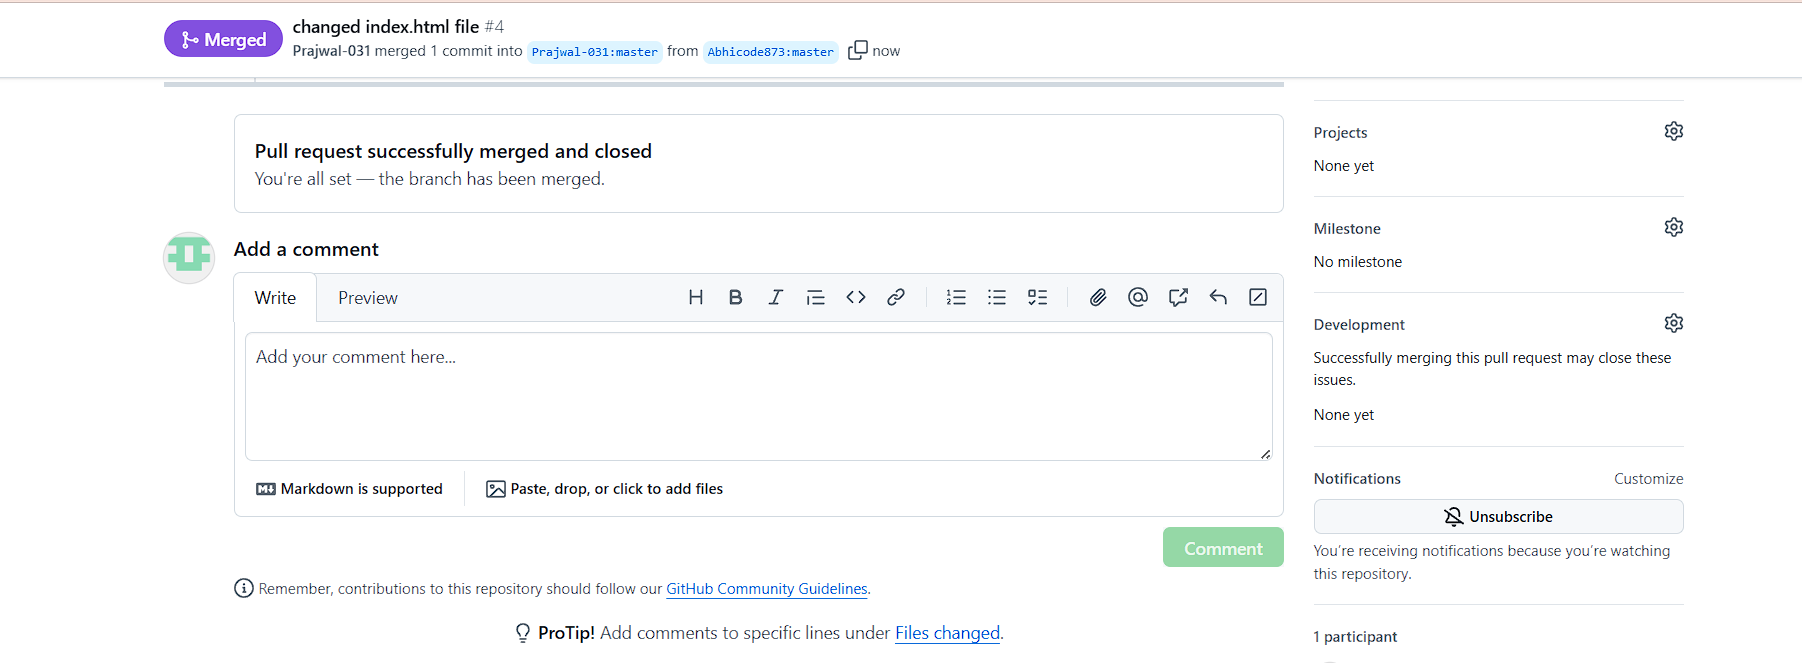 Merged
changed index.html file #4
Prajwal-031 merged 1 commit into Prajwal-031:master from Abhicode873:master now
Pull request successfully merged and closed
You're all set — the branch has been merged.
Add a comment
Write Preview
Add your comment here...
Markdown is supported Paste, drop, or click to add files
Comment
Remember, contributions to this repository should follow our GitHub Community Guidelines.
ProTip! Add comments to specific lines under Files changed.
Projects
None yet
Milestone
No milestone
Development
Successfully merging this pull request may close these
issues.
None yet
Notifications Customize
Unsubscribe
You're receiving notifications because you're watching
this repository.
1 participant